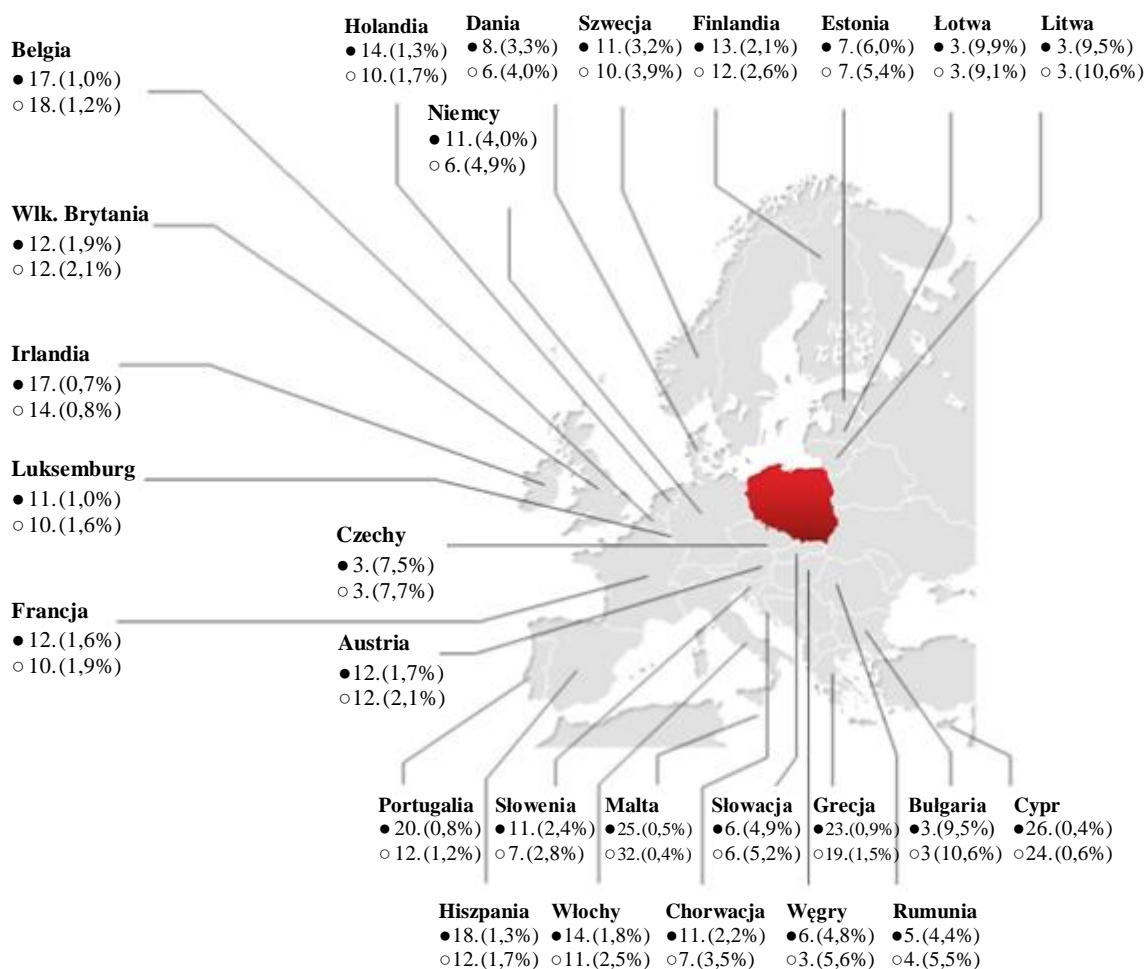 Holandia
● 14. (1,3%)
○ 10. (1,7%)
Dania
● 8. (3,3%)
○ 6. (4,0%)
Szwecja
● 11. (3,2%)
○ 10. (3,9%)
Finlandia
● 13. (2,1%)
○ 12. (2,6%)
Estonia
● 7. (6,0%)
○ 7. (5,4%)
Łotwa
● 3. (9,9%)
○ 3. (9,1%)
Litwa
● 3. (9,5%)
○ 3. (10,6%)
Belgia
● 17. (1,0%)
○ 18. (1,2%)
Niemcy
● 11. (4,0%)
○ 6. (4,9%)
Wlk. Brytania
● 12. (1,9%)
○ 12. (2,1%)
Irlandia
● 17. (0,7%)
○ 14. (0,8%)
Luksemburg
● 11. (1,0%)
○ 10. (1,6%)
Czechy
● 3. (7,5%)
○ 3. (7,7%)
Francja
● 12. (1,6%)
○ 10. (1,9%)
Austria
● 12. (1,7%)
○ 12. (2,1%)
Portugalia
● 20. (0,8%)
○ 12. (1,2%)
Słowenia
● 11. (2,4%)
○ 7. (2,8%)
Malta
● 25. (0,5%)
○ 32. (0,4%)
Słowacja
● 6. (4,9%)
○ 6. (5,2%)
Grecja
● 23. (0,9%)
○ 19. (1,5%)
Bułgaria
● 3. (9,5%)
○ 3 (10,6%)
Cypr
● 26. (0,4%)
○ 24. (0,6%)
Hiszpania
● 18. (1,3%)
○ 12. (1,7%)
Włochy
● 14. (1,8%)
○ 11. (2,5%)
Chorwacja
● 11. (2,2%)
○ 7. (3,5%)
Węgry
● 6. (4,8%)
○ 3. (5,6%)
Rumunia
● 5. (4,4%)
○ 4. (5,5%)